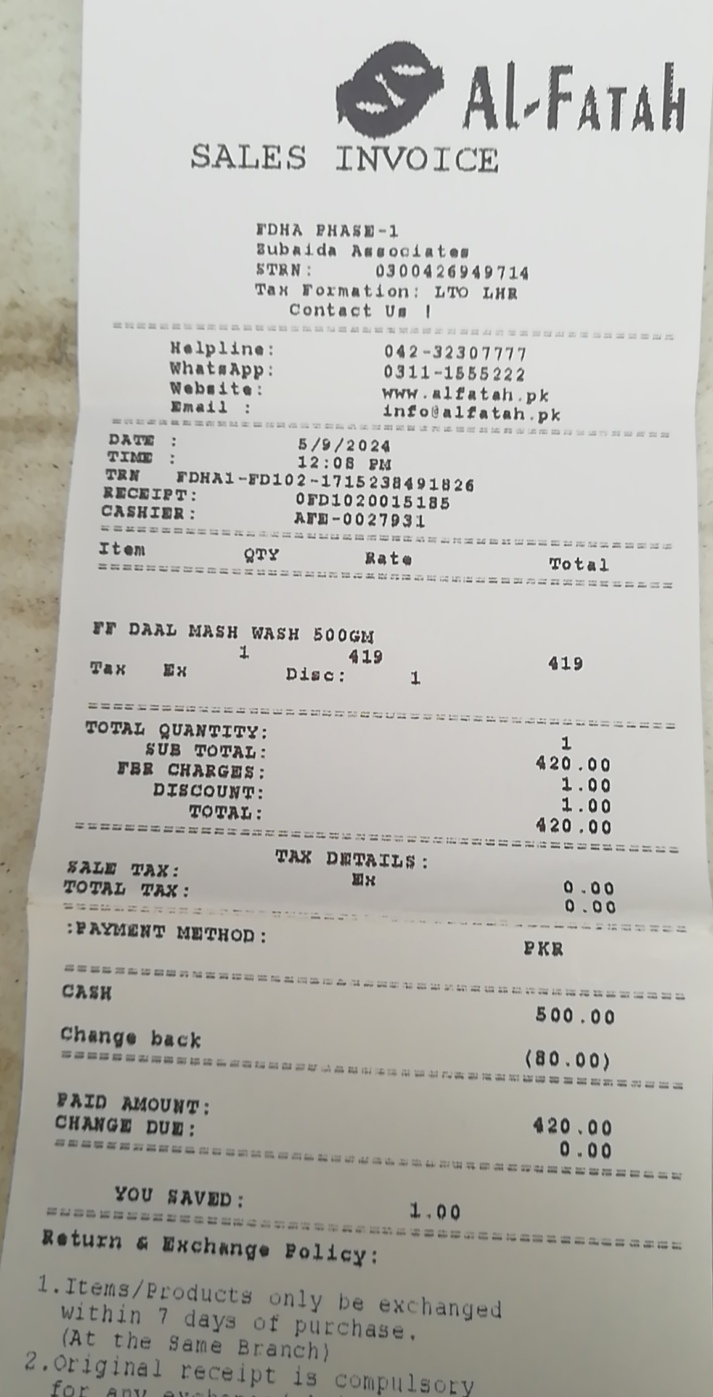 Al-Fatah
SALES INVOICE
FDHA PHASE-1
Zubaida Associates
STRN: 0300426949714
Tax Formation: LTO LHR
Contact Us !
Helpline: 042-32307777
WhatsApp: 0311-1555222
Website: www.alfatah.pk
Email : info@alfatah.pk
DATE : 5/9/2024
TIME : 12:08 PM
TRN FDHA1-FD102-1715238491826
RECEIPT: 0FD1020015185
CASHIER: AFE-0027931
Item QTY Rate Total
FF DAAL MASH WASH 500GM
1 419 419
Tax Ex Disc: 1
TOTAL QUANTITY: 1
SUB TOTAL: 420.00
FBR CHARGES: 1.00
DISCOUNT: 1.00
TOTAL: 420.00
TAX DETAILS:
SALE TAX: Ex 0.00
TOTAL TAX: 0.00
:PAYMENT METHOD: PKR
CASH 500.00
Change back (80.00)
PAID AMOUNT: 420.00
CHANGE DUE: 0.00
YOU SAVED: 1.00
Return & Exchange Policy:
1.Items/Products only be exchanged
within 7 days of purchase.
(At the Same Branch)
2.Original receipt is compulsory
for any